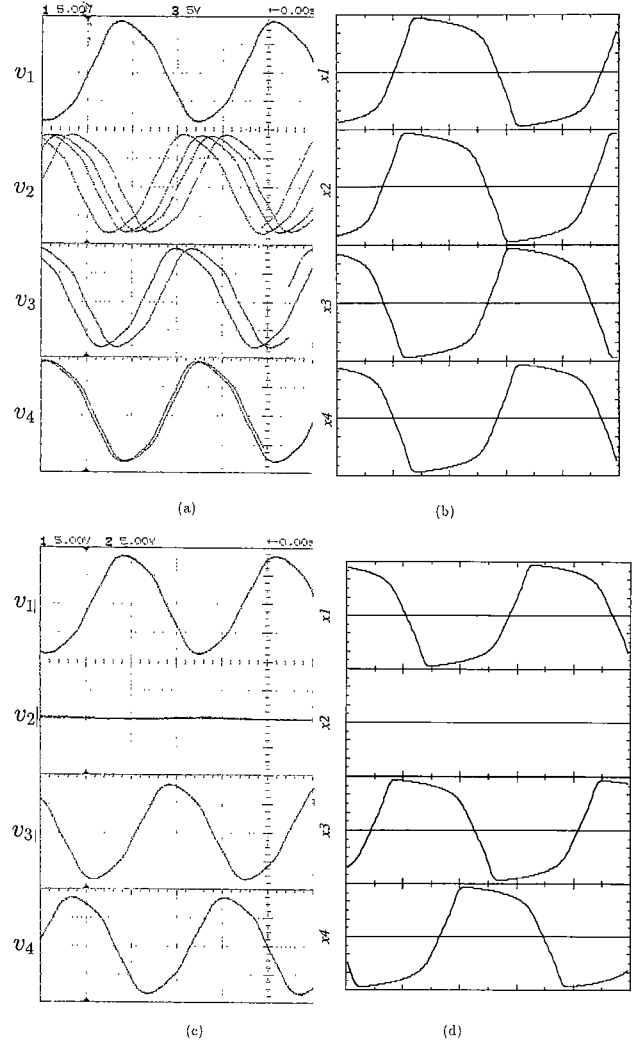 1 5.00V 2 5V ←0.00s
v1
v2
v3
v4
x1
x2
x3
x4
(a)
(b)
1 5.00V 2 5.00V ←0.00s
v1
v2
v3
v4
x1
x2
x3
x4
(c)
(d)